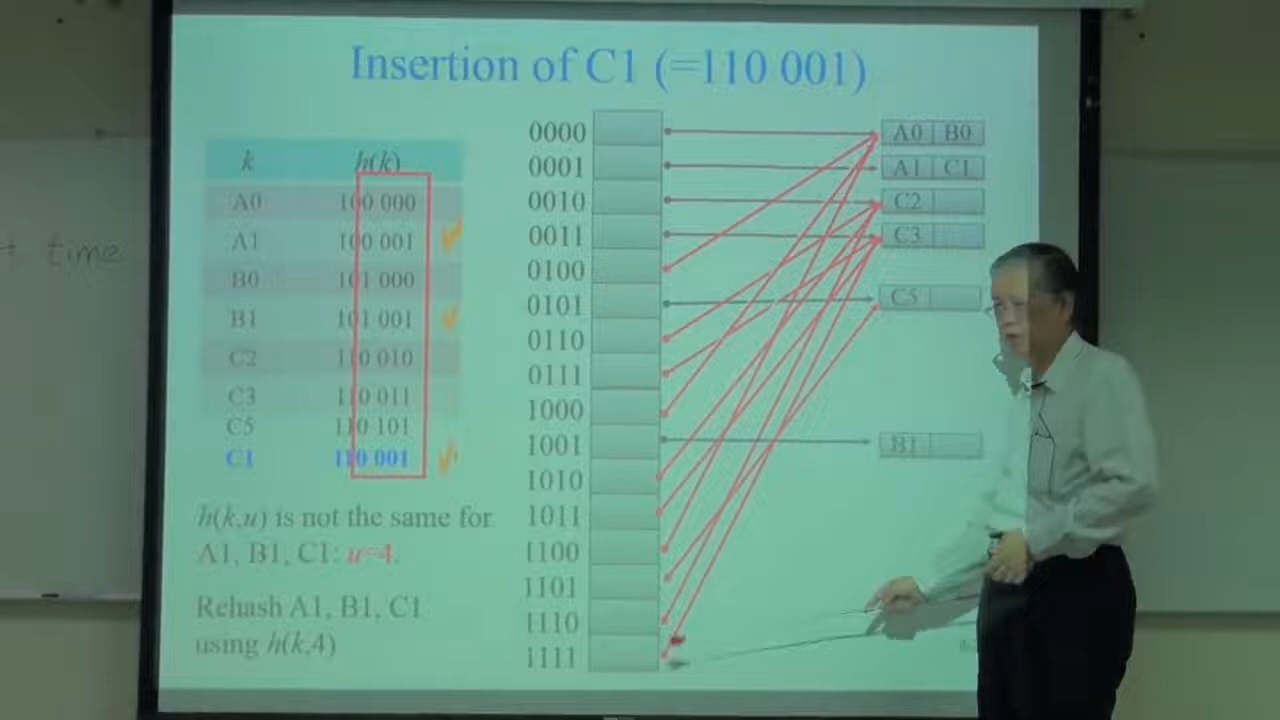 Insertion of C1 (=110 001)
k h(k)
A0 100 000
A1 100 001
B0 101 000
B1 101 001
C2 110 010
C3 110 011
C5 110 101
C1 110 001
h(k,u) is not the same for
A1, B1, C1: u=4.
Rehash A1, B1, C1
using h(k,4)
0000
0001
0010
0011
0100
0101
0110
0111
1000
1001
1010
1011
1100
1101
1110
1111
A0 B0
A1 C1
C2
C3
C5
B1
time